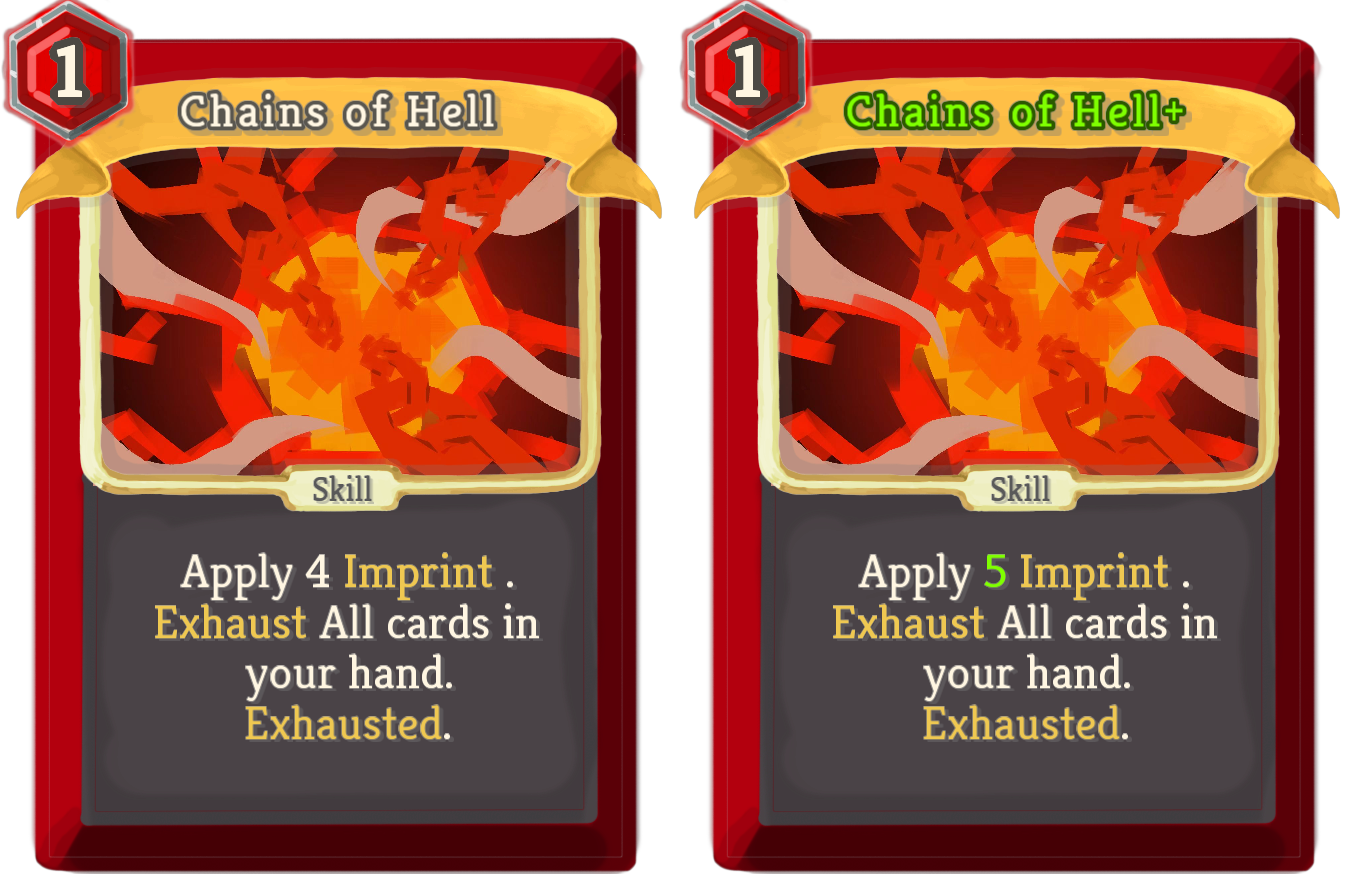 1
Chains of Hell
Skill
Apply 4 Imprint .
Exhaust All cards in
your hand.
Exhausted.
1
Chains of Hell+
Skill
Apply 5 Imprint .
Exhaust All cards in
your hand.
Exhausted.